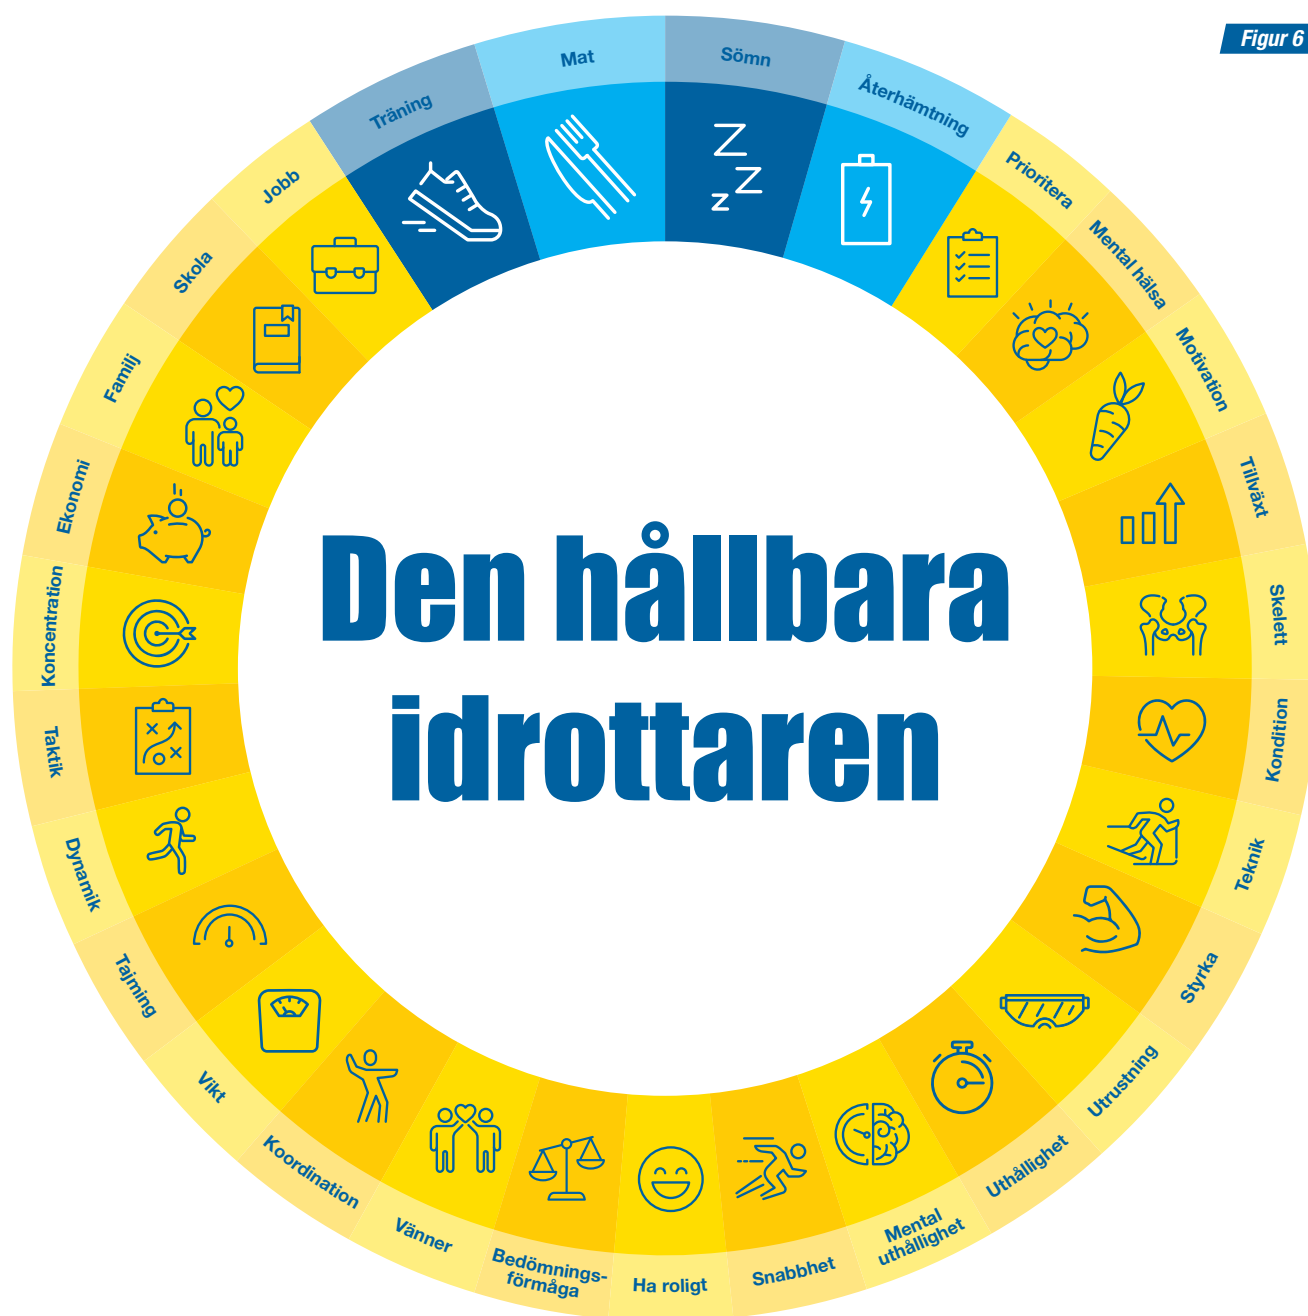 Figur 6
Träning
Mat
Sömn
Återhämtning
Prioritera
Mental hälsa
Motivation
Tillväxt
Skelett
Kondition
Teknik
Styrka
Utrustning
Uthållighet
Mental
uthållighet
Snabbhet
Ha roligt
Bedömnings-
förmåga
Vänner
Koordination
Vikt
Tajming
Dynamik
Taktik
Koncentration
Ekonomi
Familj
Skola
Jobb
Z
Z
z
Den hållbara
idrottaren